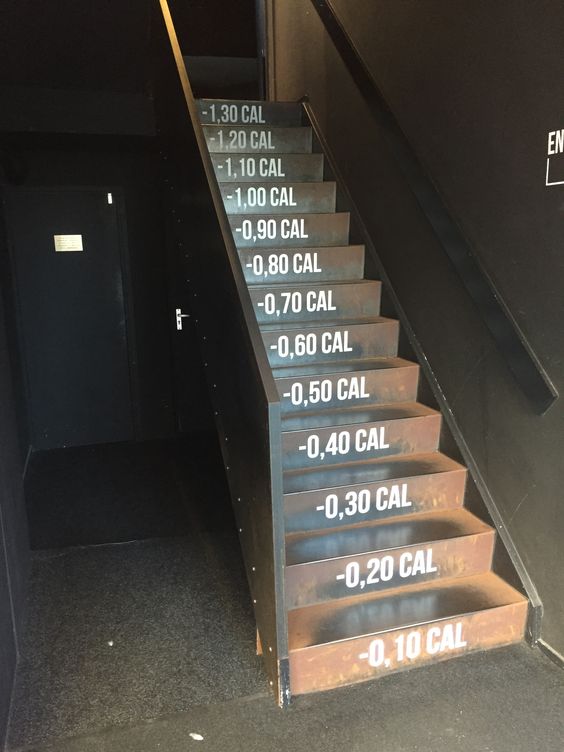 -1,30 CAL
-1,20 CAL
-1,10 CAL
-1,00 CAL
-0,90 CAL
-0,80 CAL
-0,70 CAL
-0,60 CAL
-0,50 CAL
-0,40 CAL
-0,30 CAL
-0,20 CAL
-0,10 CAL
EN